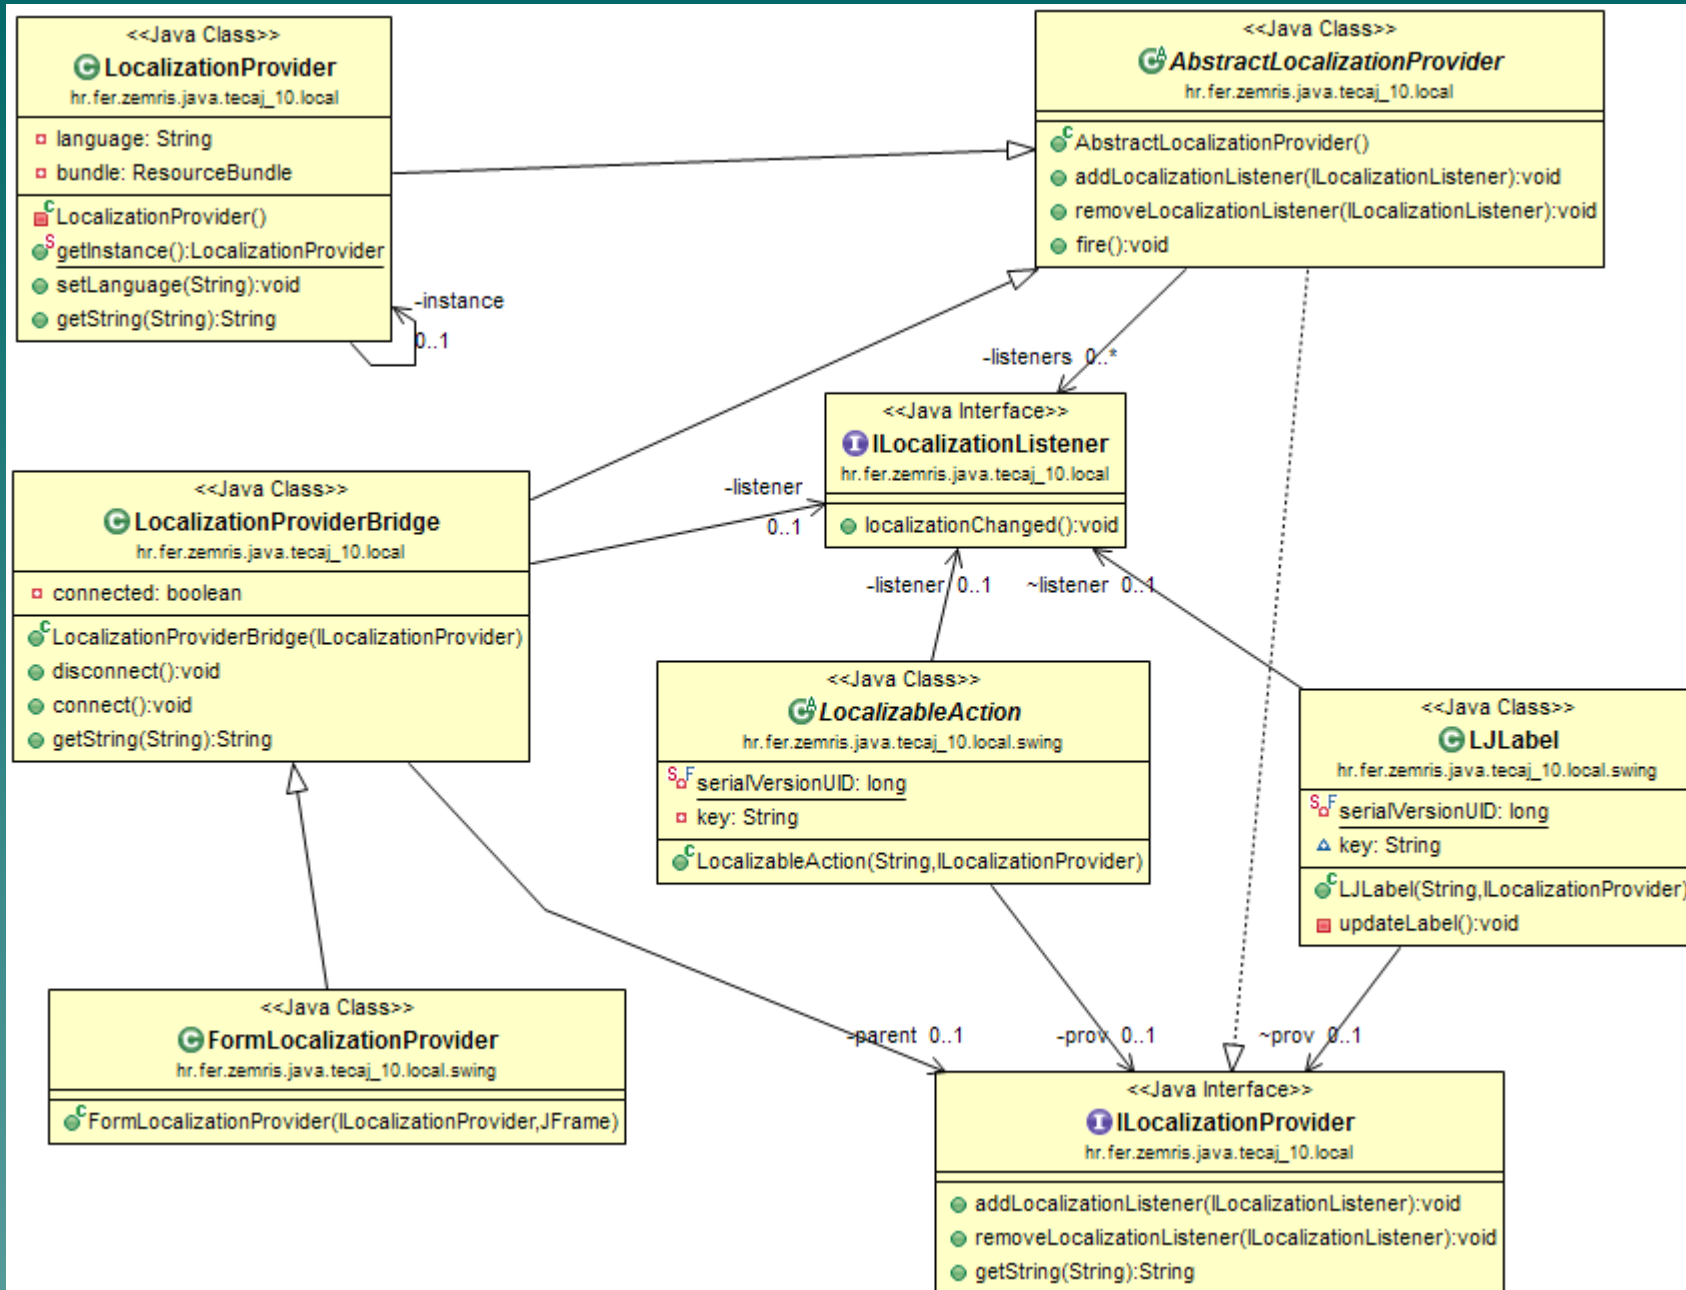 <<Java Class>>
LocalizationProvider
hr.fer.zemris.java.tecaj_10.local
language: String
bundle: ResourceBundle
LocalizationProvider()
getInstance():LocalizationProvider
setLanguage(String):void
getString(String):String
-instance
0..1
<<Java Class>>
AbstractLocalizationProvider
hr.fer.zemris.java.tecaj_10.local
AbstractLocalizationProvider()
addLocalizationListener(ILocalizationListener):void
removeLocalizationListener(ILocalizationListener):void
fire():void
-listeners 0..*
<<Java Interface>>
ILocalizationListener
hr.fer.zemris.java.tecaj_10.local
localizationChanged():void
<<Java Class>>
LocalizationProviderBridge
hr.fer.zemris.java.tecaj_10.local
connected: boolean
LocalizationProviderBridge(ILocalizationProvider)
disconnect():void
connect():void
getString(String):String
-listener
0..1
-listener 0..1
~listener 0..1
<<Java Class>>
LocalizableAction
hr.fer.zemris.java.tecaj_10.local.swing
serialVersionUID: long
key: String
LocalizableAction(String,ILocalizationProvider)
<<Java Class>>
LJLabel
hr.fer.zemris.java.tecaj_10.local.swing
serialVersionUID: long
key: String
LJLabel(String,ILocalizationProvider)
updateLabel():void
<<Java Class>>
FormLocalizationProvider
hr.fer.zemris.java.tecaj_10.local.swing
FormLocalizationProvider(ILocalizationProvider,JFrame)
-parent 0..1
-prov 0..1
~prov 0..1
<<Java Interface>>
ILocalizationProvider
hr.fer.zemris.java.tecaj_10.local
addLocalizationListener(ILocalizationListener):void
removeLocalizationListener(ILocalizationListener):void
getString(String):String